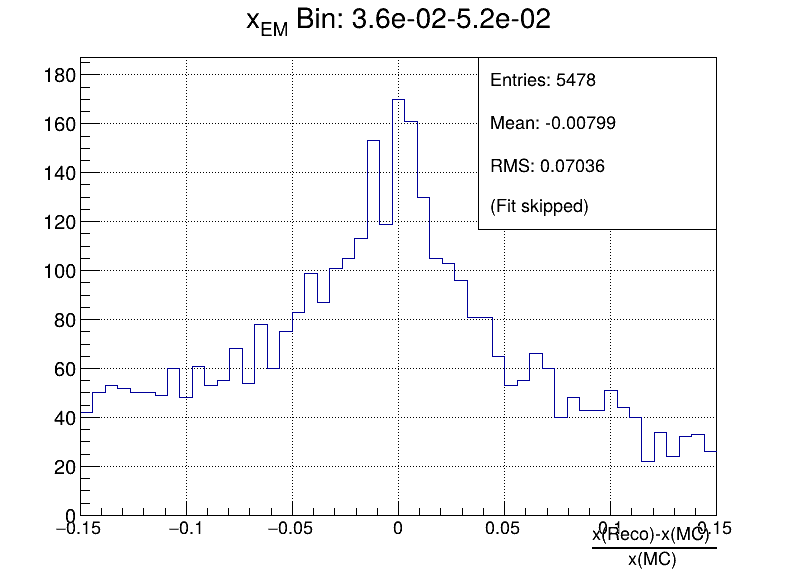 x_EM Bin: 3.6e-02-5.2e-02
Entries: 5478
Mean: -0.00799
RMS: 0.07036
(Fit skipped)
180
160
140
120
100
80
60
40
20
0
−0.15 −0.1 −0.05 0 0.05 0.1 0.15
x(Reco)-x(MC)
x(MC)